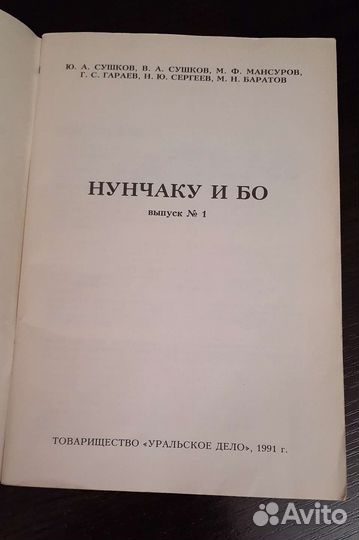 Ю. А. СУШКОВ, В. А. СУШКОВ, М. Ф. МАНСУРОВ,
Г. С. ГАРАЕВ, И. Ю. СЕРГЕЕВ, М. Н. БАРАТОВ
НУНЧАКУ И БО
выпуск № 1
ТОВАРИЩЕСТВО «УРАЛЬСКОЕ ДЕЛО», 1991 г.
Avito